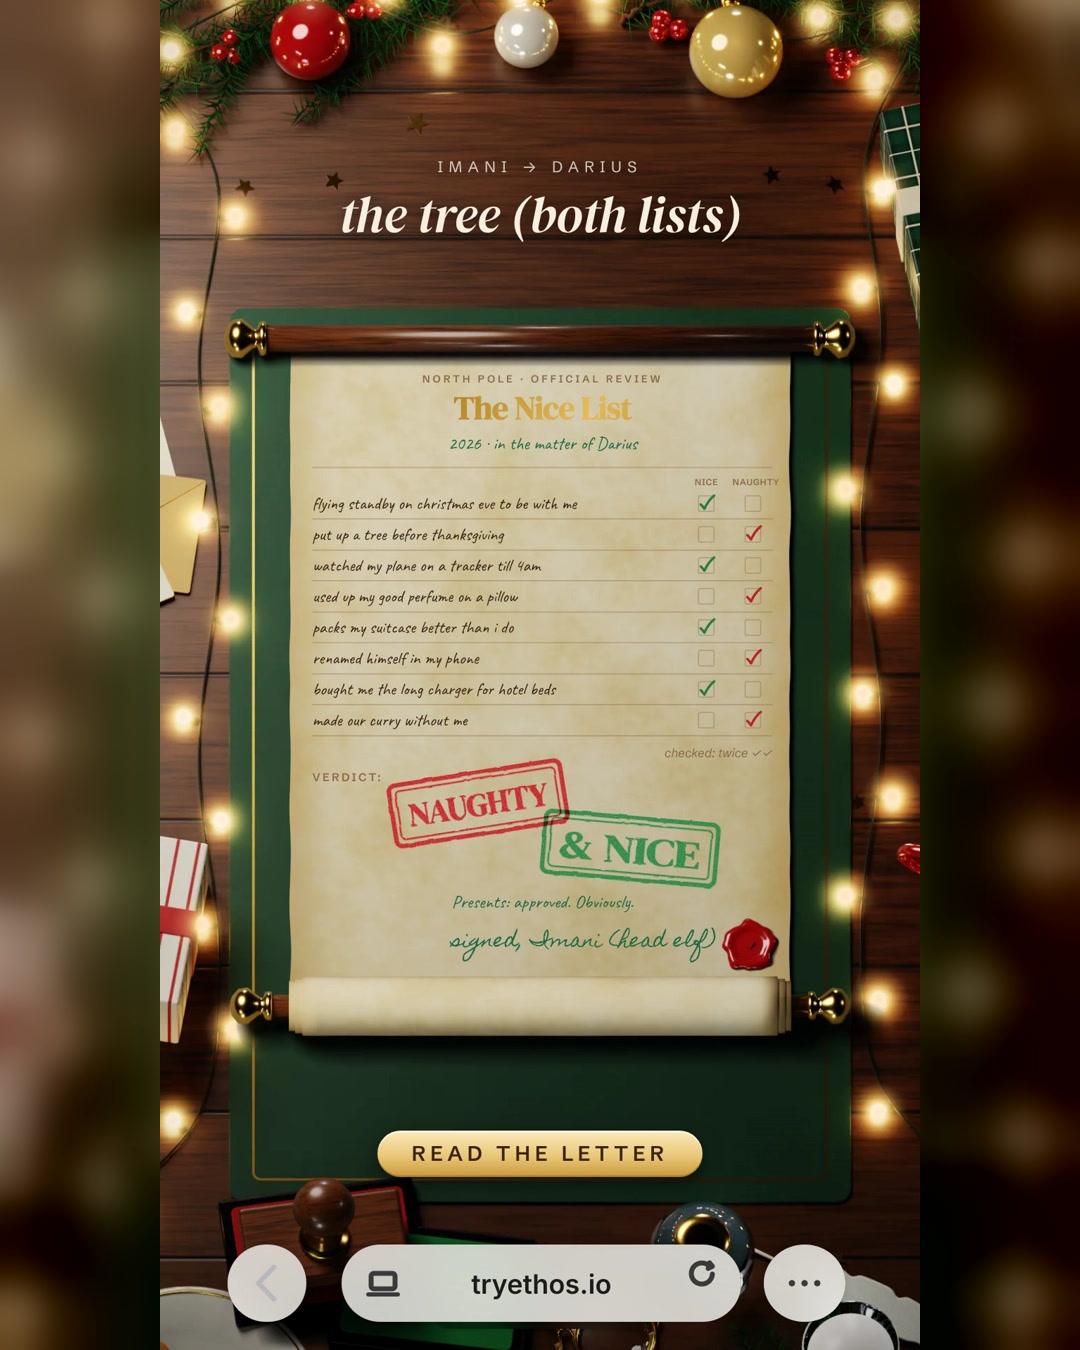 IMANI → DARIUS
the tree (both lists)
NORTH POLE · OFFICIAL REVIEW
The Nice List
2026 · in the matter of Darius
NICE NAUGHTY
flying standby on christmas eve to be with me
put up a tree before thanksgiving
watched my plane on a tracker till 4am
used up my good perfume on a pillow
packs my suitcase better than i do
renamed himself in my phone
bought me the long charger for hotel beds
made our curry without me
checked: twice ✓✓
VERDICT:
NAUGHTY
& NICE
Presents: approved. Obviously.
signed, Imani (head elf)
READ THE LETTER
tryethos.io